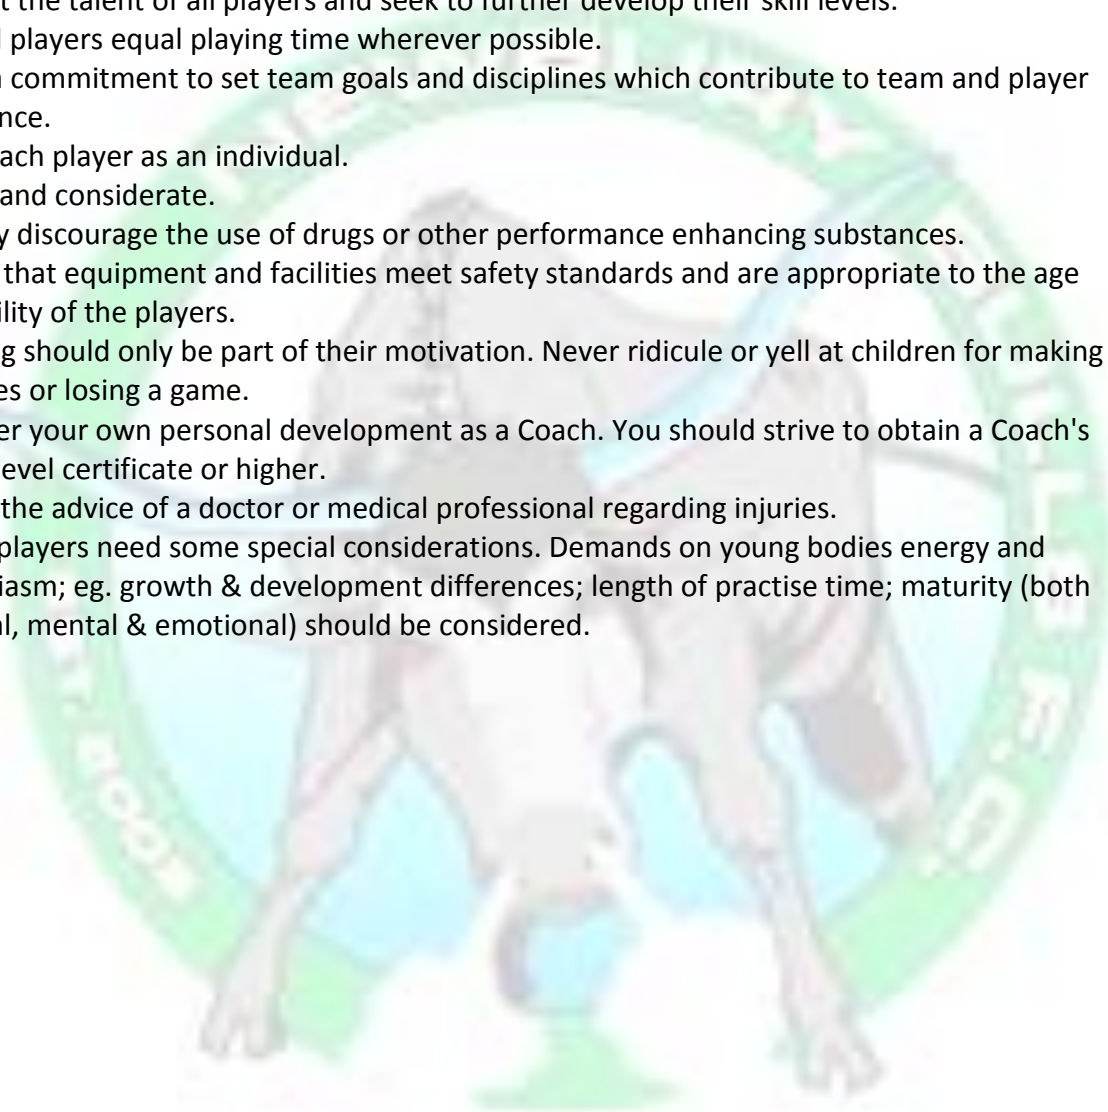 t the talent of all players and seek to further develop their skill levels.
players equal playing time wherever possible.
commitment to set team goals and disciplines which contribute to team and player
nce.
ach player as an individual.
and considerate.
y discourage the use of drugs or other performance enhancing substances.
that equipment and facilities meet safety standards and are appropriate to the age
ility of the players.
g should only be part of their motivation. Never ridicule or yell at children for making
es or losing a game.
er your own personal development as a Coach. You should strive to obtain a Coach's
evel certificate or higher.
the advice of a doctor or medical professional regarding injuries.
players need some special considerations. Demands on young bodies energy and
iasm; eg. growth & development differences; length of practise time; maturity (both
al, mental & emotional) should be considered.
EST. 2005